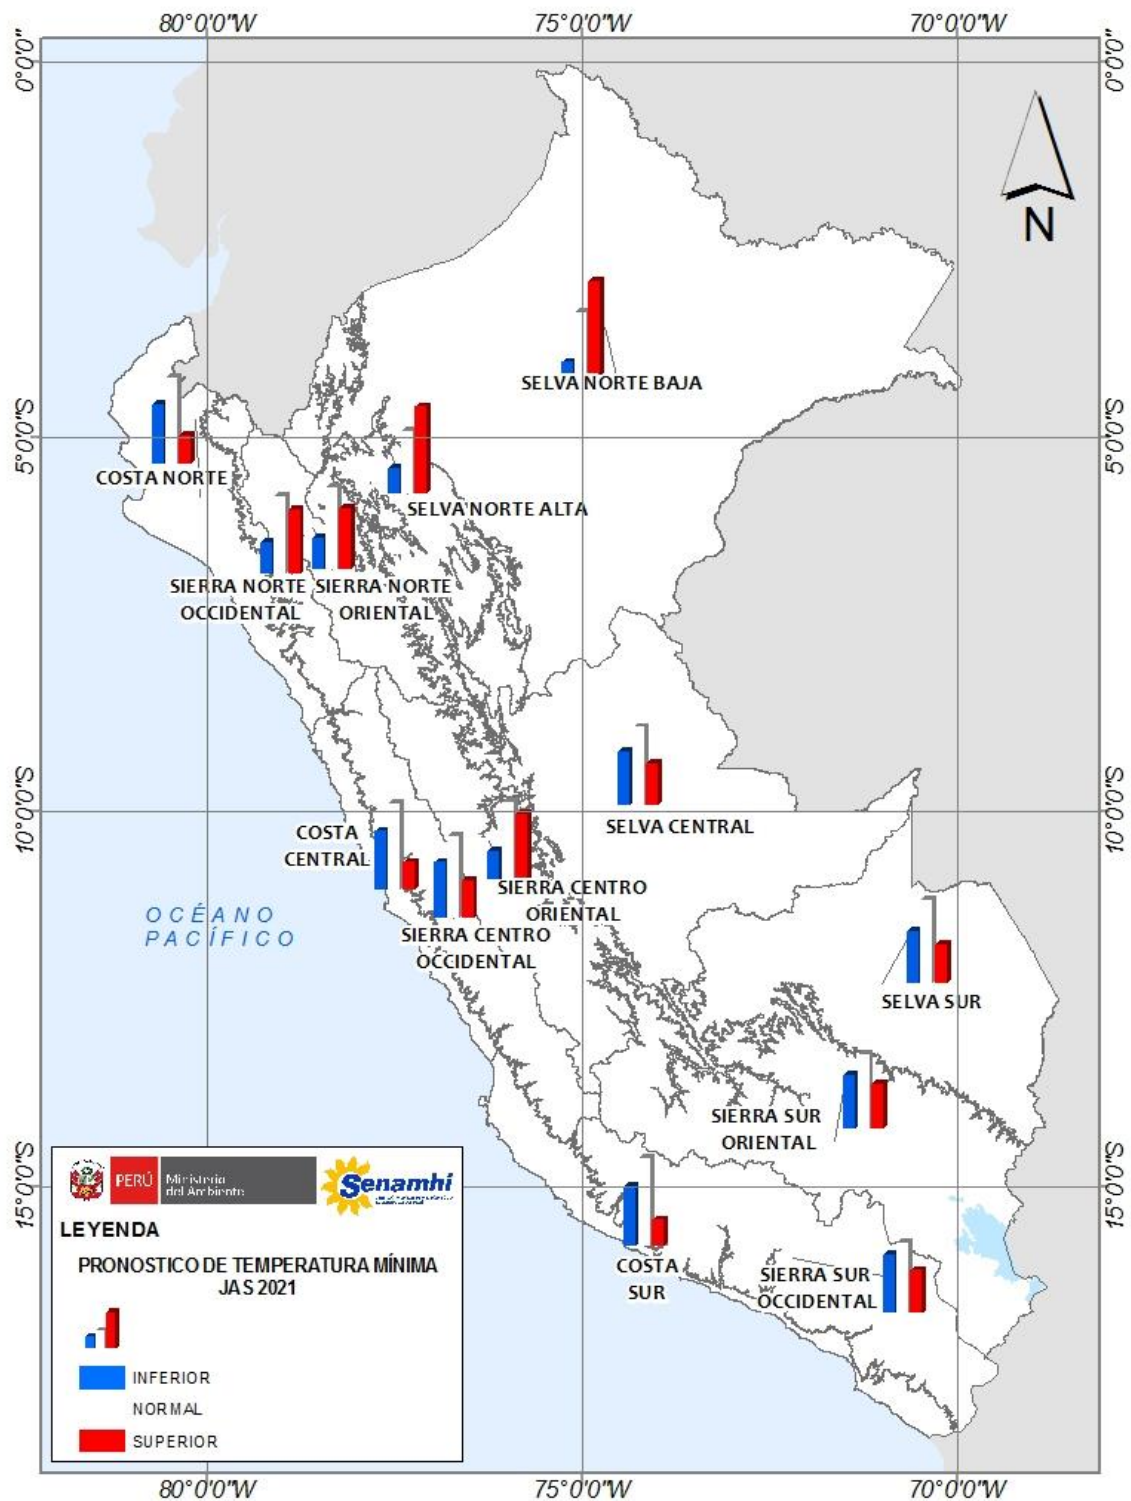 80°0'0"W 75°0'0"W 70°0'0"W
0°0'0" 0°0'0"
N
SELVA NORTE BAJA
5°0'0"S 5°0'0"S
COSTA NORTE
SELVA NORTE ALTA
SIERRA NORTE
OCCIDENTAL
SIERRA NORTE
ORIENTAL
10°0'0"S 10°0'0"S
SELVA CENTRAL
COSTA
CENTRAL
SIERRA CENTRO
ORIENTAL
OCÉANO
PACÍFICO
SIERRA CENTRO
OCCIDENTAL
SELVA SUR
SIERRA SUR
ORIENTAL
15°0'0"S 15°0'0"S
COSTA
SUR
SIERRA SUR
OCCIDENTAL
PERÚ
Ministerio
del Ambiente
Senamhi
LEYENDA
PRONOSTICO DE TEMPERATURA MÍNIMA
JAS 2021
INFERIOR
NORMAL
SUPERIOR
80°0'0"W 75°0'0"W 70°0'0"W